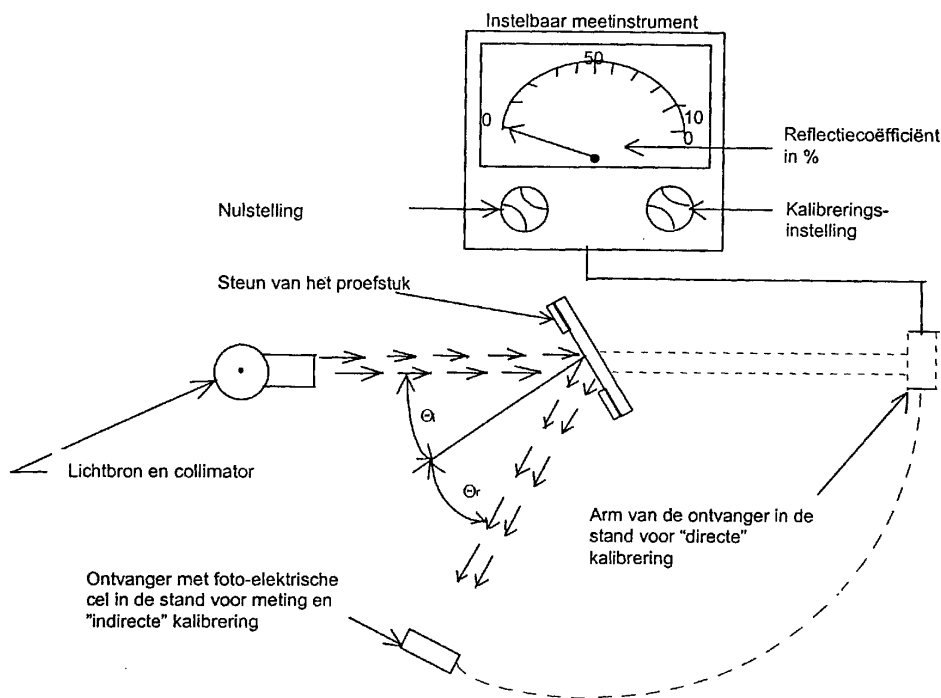 Instelbaar meetinstrument
50
0
10
0
Reflectiecoëfficiënt
in %
Nulstelling
Kalibrerings-
instelling
Steun van het proefstuk
Θi
Lichtbron en collimator
Θr
Arm van de ontvanger in de
stand voor "directe"
kalibrering
Ontvanger met foto-elektrische
cel in de stand voor meting en
"indirecte" kalibrering